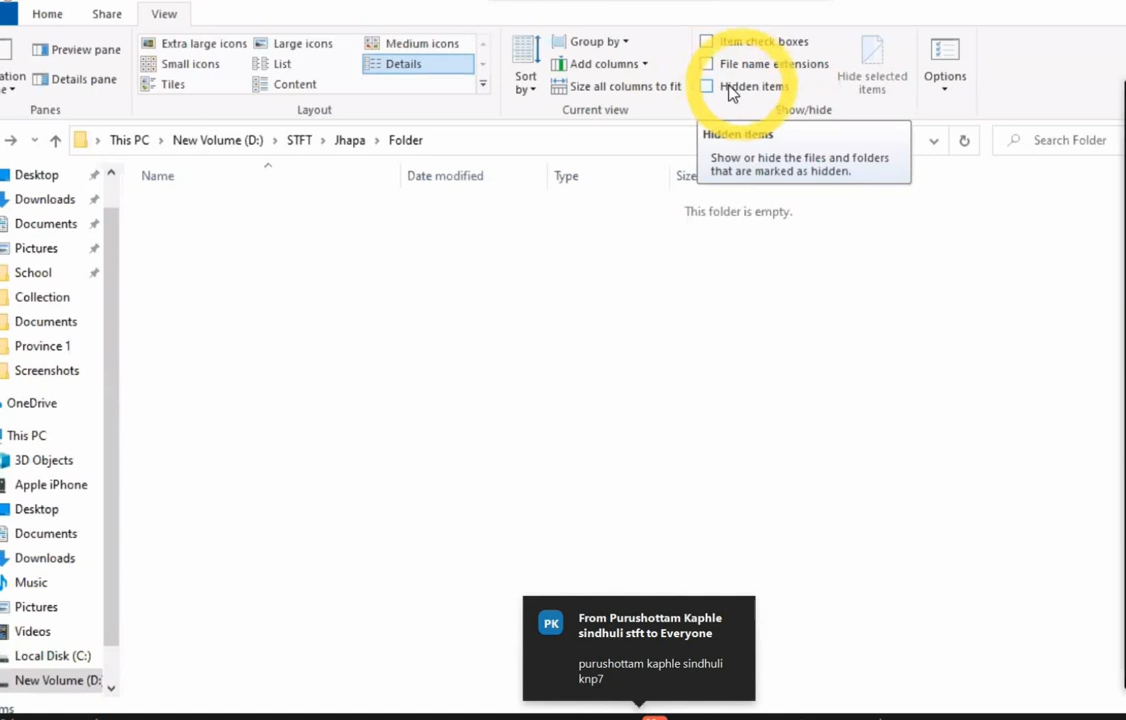 Home Share View
Preview pane
Details pane
ation
Panes
Extra large icons Large icons Medium icons
Small icons List Details
Tiles Content
Layout
Sort by
Group by
Add columns
Size all columns to fit
Current view
Item check boxes
File name extensions
Hidden items
Hide selected
items
Show/hide
Options
This PC New Volume (D:) STFT Jhapa Folder
Search Folder
Hidden items
Show or hide the files and folders
that are marked as hidden.
Name Date modified Type Size
This folder is empty.
Desktop
Downloads
Documents
Pictures
School
Collection
Documents
Province 1
Screenshots
OneDrive
This PC
3D Objects
Apple iPhone
Desktop
Documents
Downloads
Music
Pictures
Videos
Local Disk (C:)
New Volume (D:
ms
PK
From Purushottam Kaphle
sindhuli stft to Everyone
purushottam kaphle sindhuli
knp7